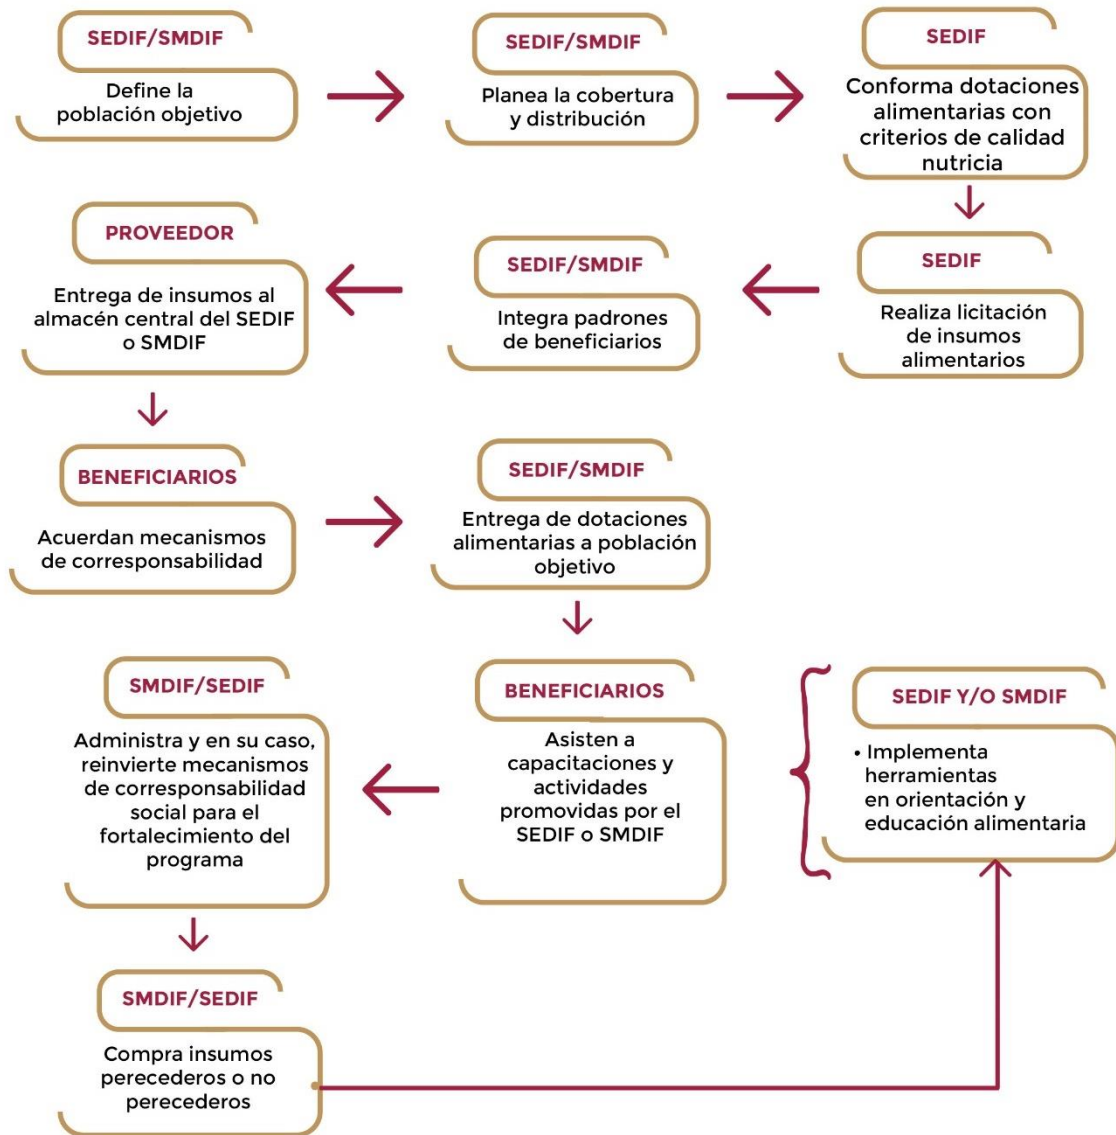 SEDIF/SMDIF
Define la
población objetivo
SEDIF/SMDIF
Planea la cobertura
y distribución
SEDIF
Conforma dotaciones
alimentarias con
criterios de calidad
nutricia
SEDIF
Realiza licitación
de insumos
alimentarios
SEDIF/SMDIF
Integra padrones
de beneficiarios
PROVEEDOR
Entrega de insumos al
almacén central del SEDIF
o SMDIF
BENEFICIARIOS
Acuerdan mecanismos
de corresponsabilidad
SEDIF/SMDIF
Entrega de dotaciones
alimentarias a población
objetivo
BENEFICIARIOS
Asisten a
capacitaciones y
actividades
promovidas por el
SEDIF o SMDIF
SMDIF/SEDIF
Administra y en su caso,
reinvierte mecanismos
de corresponsabilidad
social para el
fortalecimiento del
programa
SMDIF/SEDIF
Compra insumos
perecederos o no
perecederos
SEDIF Y/O SMDIF
• Implementa
herramientas
en orientación y
educación alimentaria